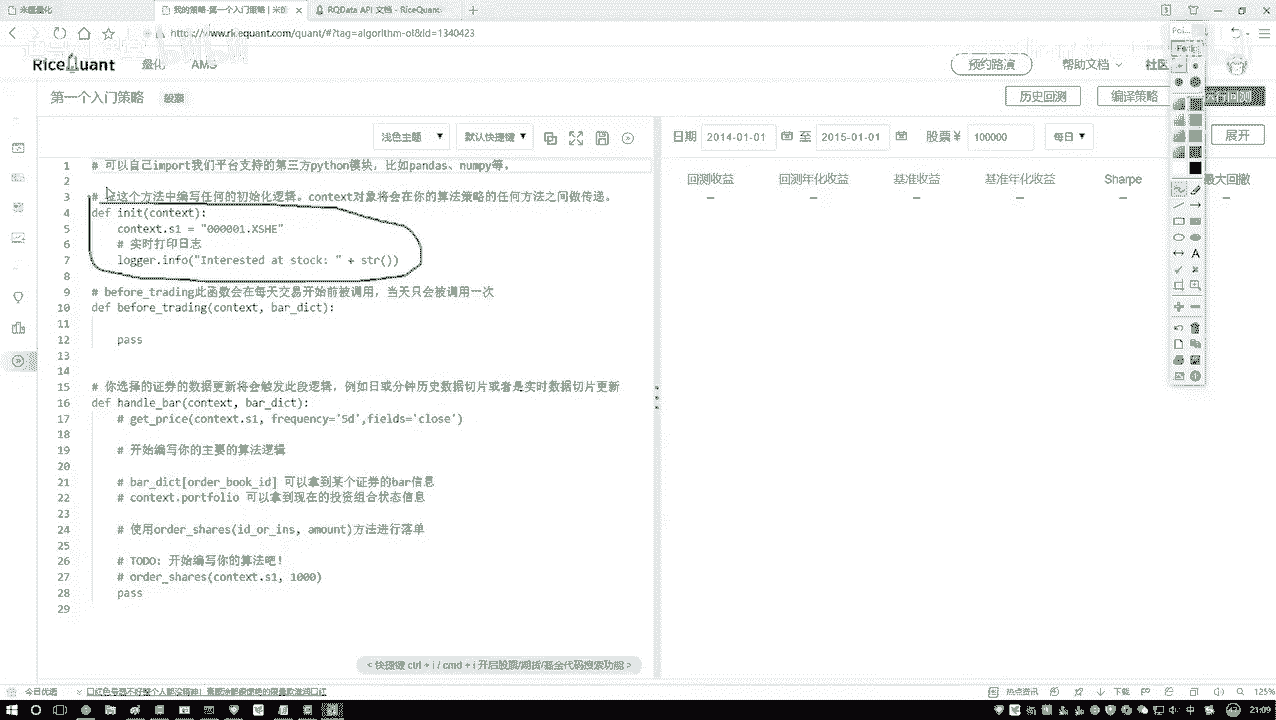 我的策略-第一个入门策略 | 米
RQData API 文档 - RiceQuant
RiceQuant
预约路演
帮助文档
社区
第一个入门策略
历史回测
编译策略
展开
浅色主题
默认快捷键
日期
2014-01-01
至
2015-01-01
股票¥
100000
每日
回测收益
回测年化收益
基准收益
基准年化收益
Sharpe
最大回撤
1 # 可以自己import我们平台支持的第三方python模块，比如pandas、numpy等。
2
3 # 在这个方法中编写任何的初始化逻辑。context对象将会在你的算法策略的任何方法之间做传递。
4 def init(context):
5 context.s1 = "000001.XSHE"
6 # 实时打印日志
7 logger.info("Interested at stock: " + str())
8
9 # before_trading此函数会在每天交易开始前被调用，当天只会被调用一次
10 def before_trading(context, bar_dict):
11
12 pass
13
14
15 # 你选择的证券的数据更新将会触发此段逻辑，例如日或分钟历史数据切片或者是实时数据切片更新
16 def handle_bar(context, bar_dict):
17 # get_price(context.s1, frequency='5d',fields='close')
18
19 # 开始编写你的主要的算法逻辑
20
21 # bar_dict[order_book_id] 可以拿到某个证券的bar信息
22 # context.portfolio 可以拿到现在的投资组合状态信息
23
24 # 使用order_shares(id_or_ins, amount)方法进行落单
25
26 # TODO: 开始编写你的算法吧！
27 # order_shares(context.s1, 1000)
28 pass
29
< 快捷键 ctrl + i / cmd + i 开启股票/期货/基金代码搜索功能 >
今日优选
热点资讯
下载
125%
21:09